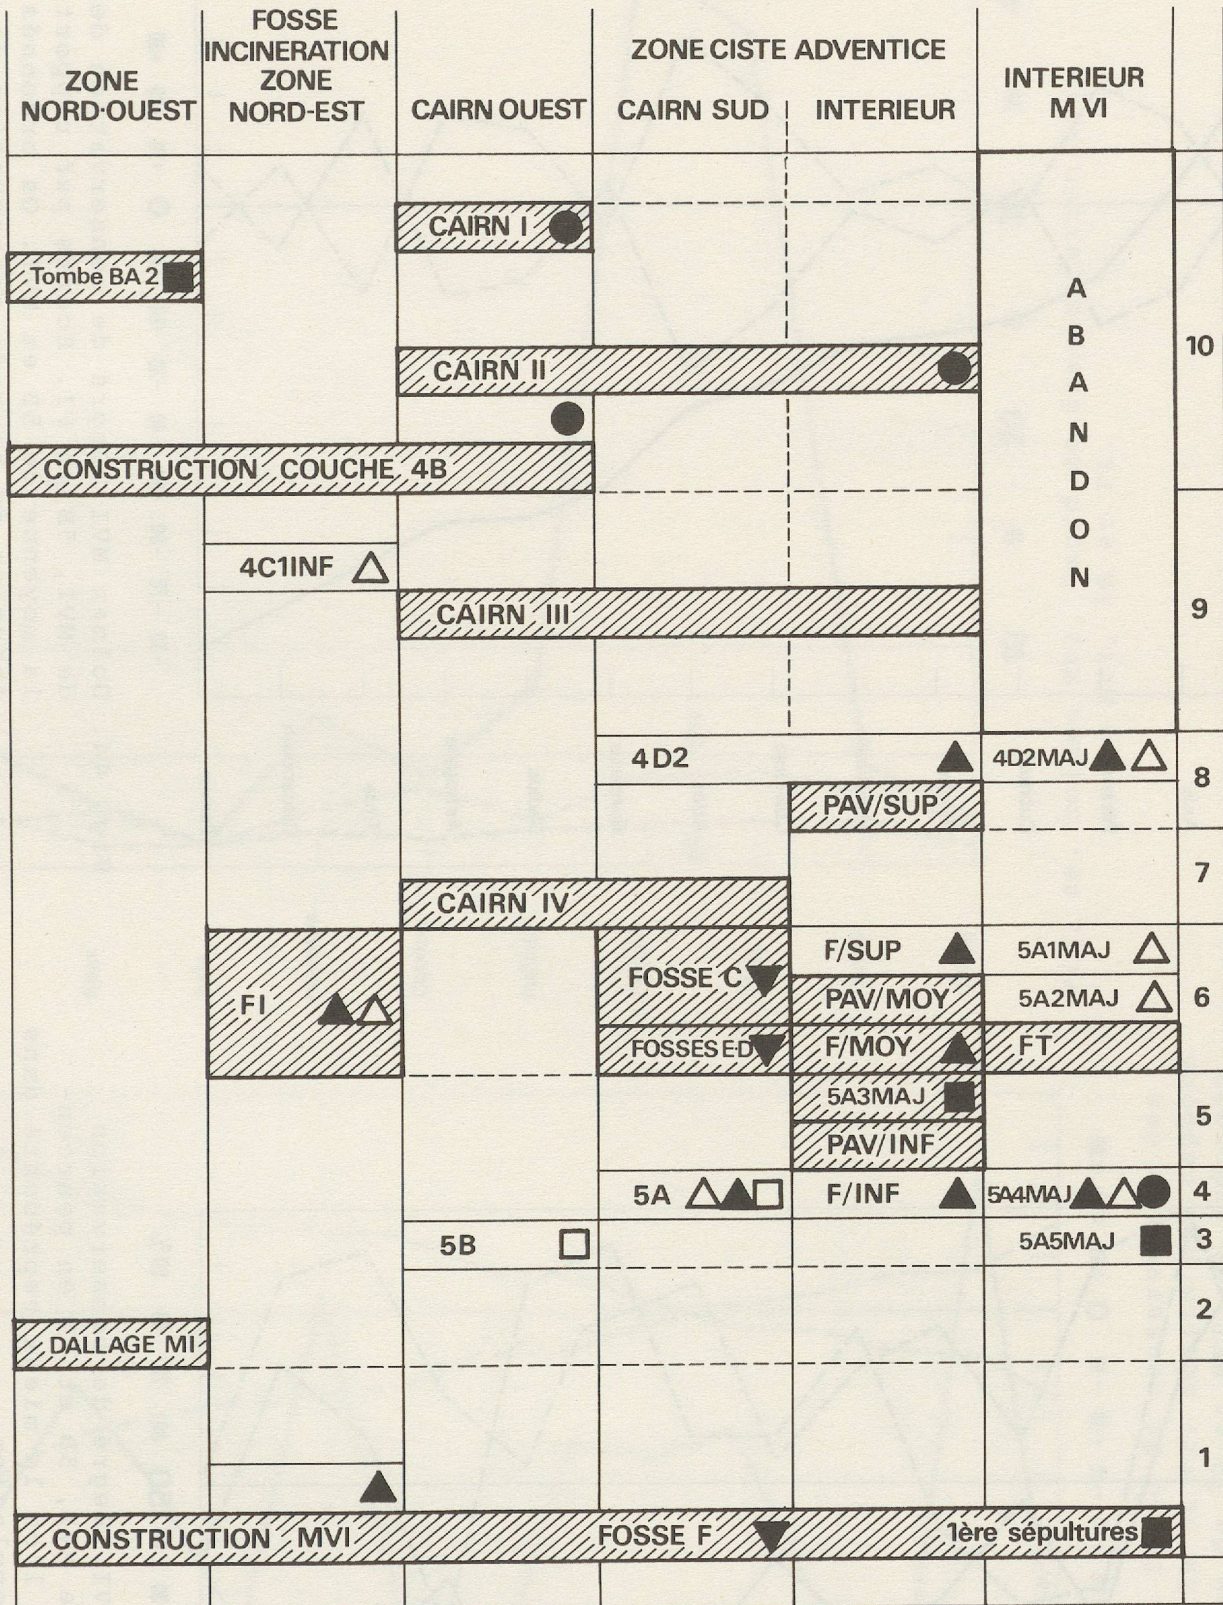 ZONE
NORD-OUEST
FOSSE
INCINERATION
ZONE
NORD-EST
CAIRN OUEST
ZONE CISTE ADVENTICE
CAIRN SUD
INTERIEUR
INTERIEUR
M VI
CAIRN I
Tombe BA 2
ABANDON
10
CAIRN II
CONSTRUCTION COUCHE 4B
4C1INF
CAIRN III
9
4D2
4D2MAJ
8
PAV/SUP
7
CAIRN IV
FI
FOSSE C
F/SUP
5A1MAJ
PAV/MOY
5A2MAJ
6
FOSSES E-D
F/MOY
FT
5A3MAJ
5
PAV/INF
5A
F/INF
5A4MAJ
4
5B
5A5MAJ
3
2
DALLAGE MI
1
CONSTRUCTION MVI
FOSSE F
1ère sépultures